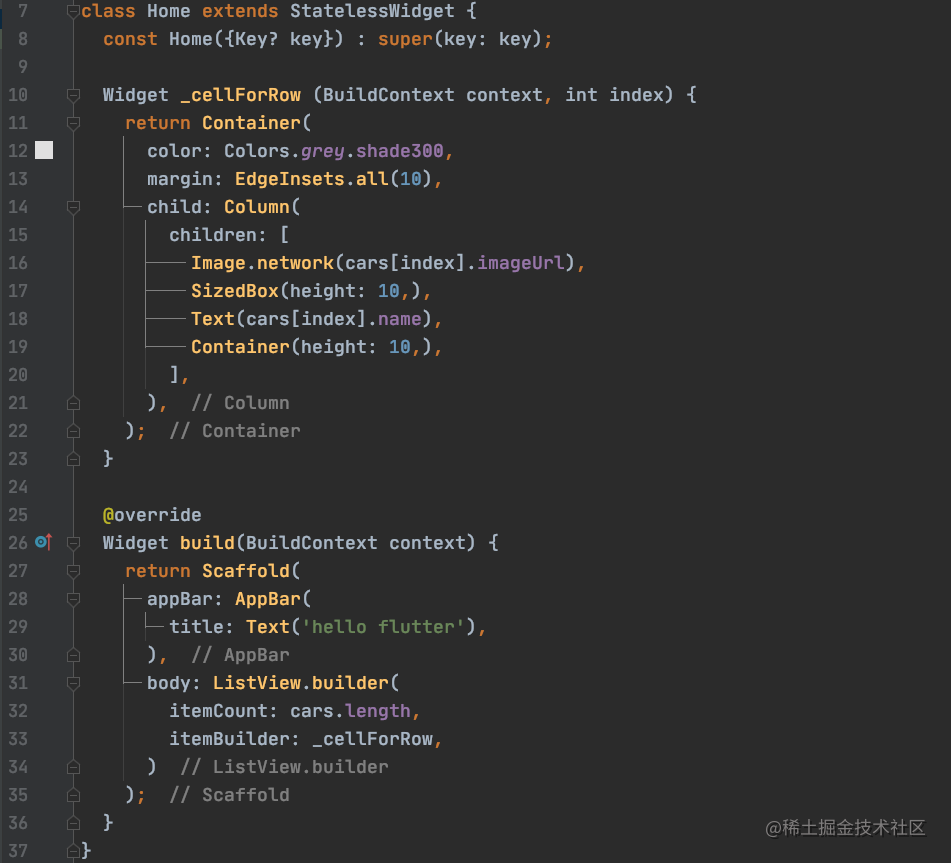 7 class Home extends StatelessWidget {
8   const Home({Key? key}) : super(key: key);
9
10   Widget _cellForRow (BuildContext context, int index) {
11     return Container(
12       color: Colors.grey.shade300,
13       margin: EdgeInsets.all(10),
14       child: Column(
15         children: [
16           Image.network(cars[index].imageUrl),
17           SizedBox(height: 10,),
18           Text(cars[index].name),
19           Container(height: 10,),
20         ],
21       ),  // Column
22     );  // Container
23   }
24
25   @override
26   Widget build(BuildContext context) {
27     return Scaffold(
28       appBar: AppBar(
29         title: Text('hello flutter'),
30       ),  // AppBar
31       body: ListView.builder(
32         itemCount: cars.length,
33         itemBuilder: _cellForRow,
34       )  // ListView.builder
35     );  // Scaffold
36   }
37 }
@稀土掘金技术社区